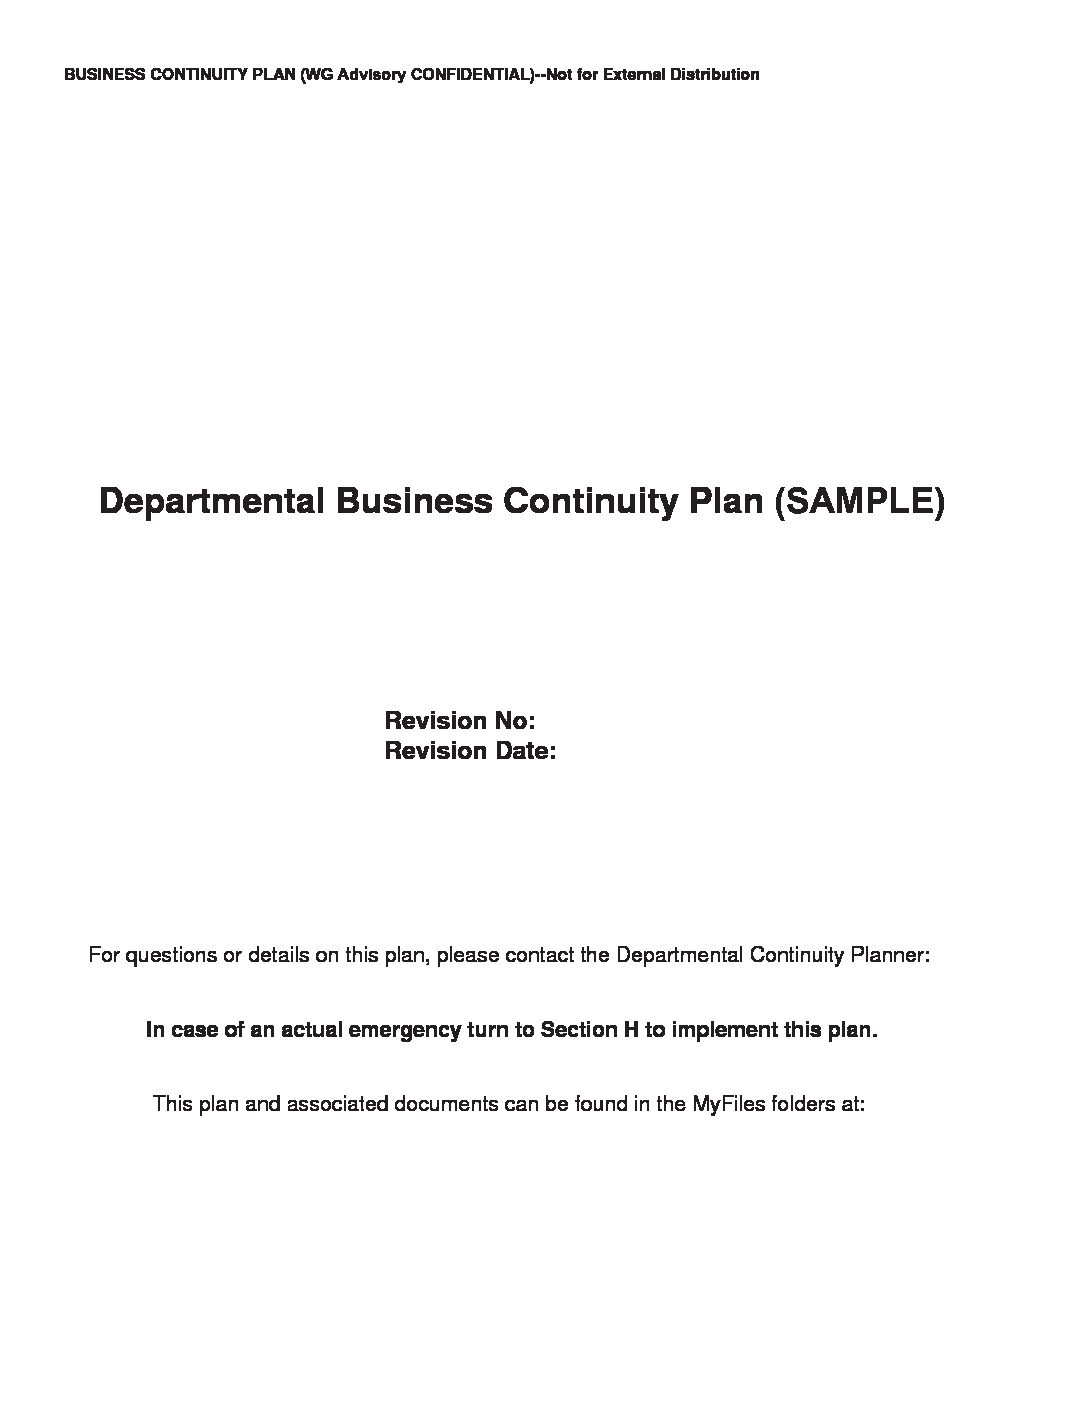 BUSINESS CONTINUITY PLAN (WG Advisory CONFIDENTIAL)--Not for External Distribution
Departmental Business Continuity Plan (SAMPLE)
Revision No:
Revision Date:
For questions or details on this plan, please contact the Departmental Continuity Planner:
In case of an actual emergency turn to Section H to implement this plan.
This plan and associated documents can be found in the MyFiles folders at: